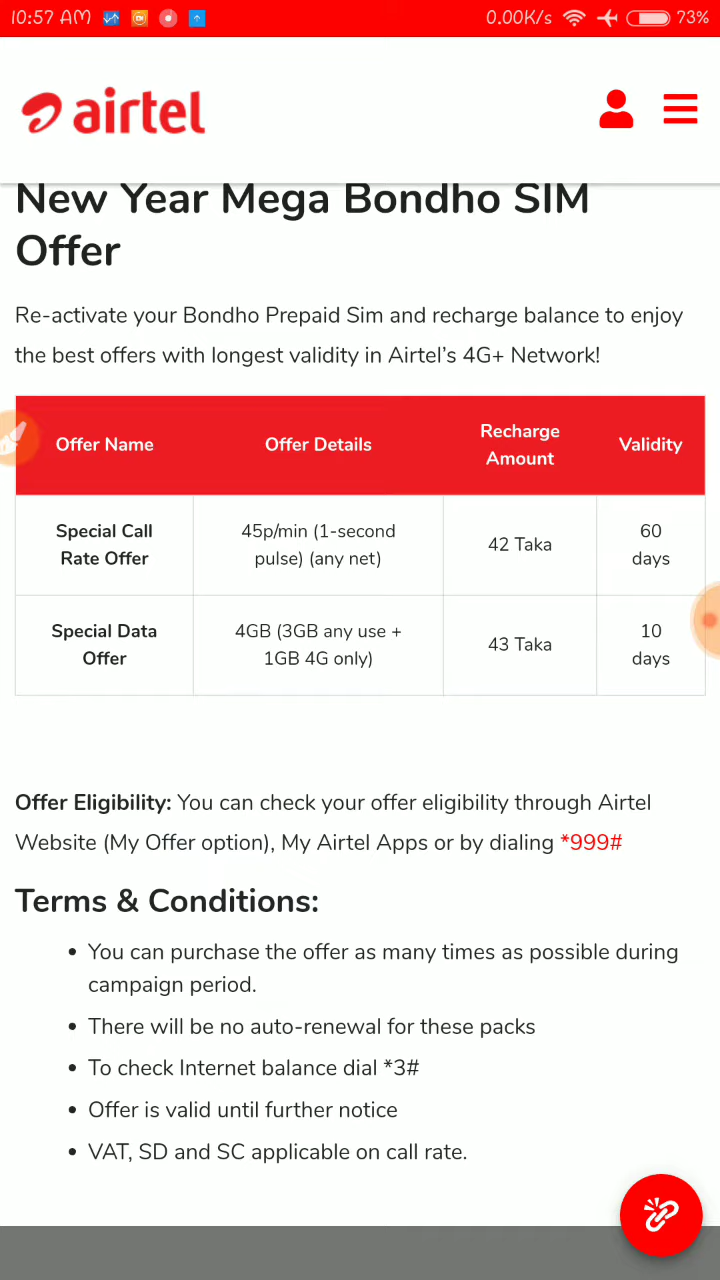 10:57 AM 0.00K/s 73%
airtel
New Year Mega Bondho SIM
Offer
Re-activate your Bondho Prepaid Sim and recharge balance to enjoy
the best offers with longest validity in Airtel's 4G+ Network!
Offer Name Offer Details Recharge Amount Validity
Special Call Rate Offer 45p/min (1-second pulse) (any net) 42 Taka 60 days
Special Data Offer 4GB (3GB any use + 1GB 4G only) 43 Taka 10 days
Offer Eligibility: You can check your offer eligibility through Airtel
Website (My Offer option), My Airtel Apps or by dialing *999#
Terms & Conditions:
• You can purchase the offer as many times as possible during
campaign period.
• There will be no auto-renewal for these packs
• To check Internet balance dial *3#
• Offer is valid until further notice
• VAT, SD and SC applicable on call rate.